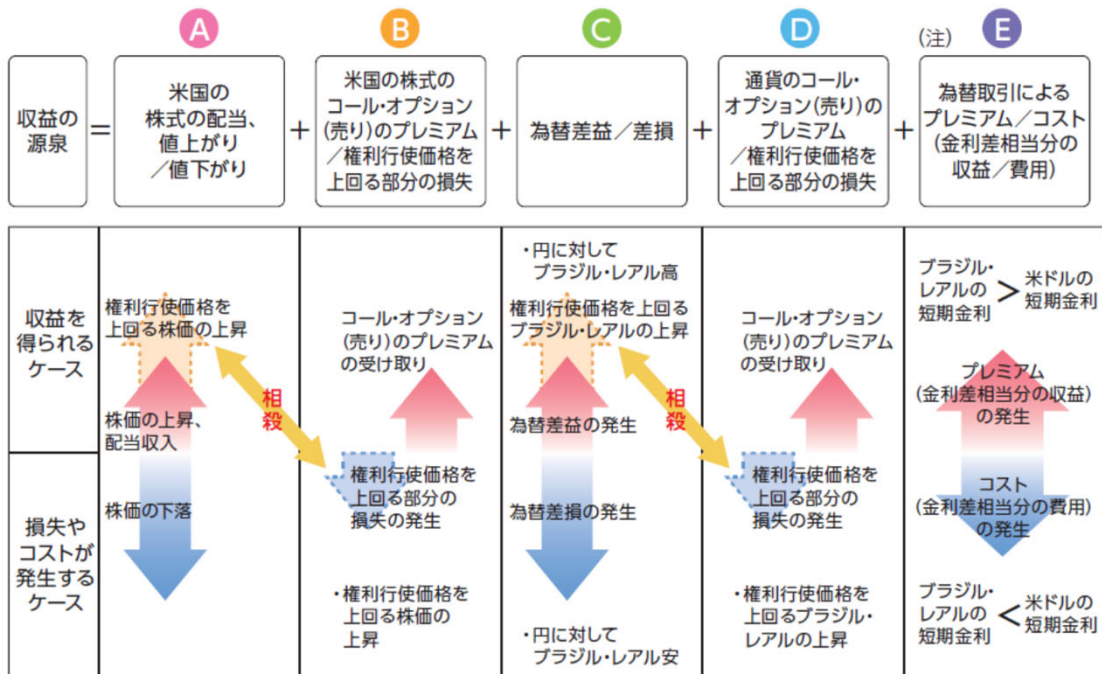 A
B
C
D
(注)
E
収益の
源泉
=
米国の
株式の配当、
値上がり
／値下がり
+
米国の株式の
コール・オプション
(売り)のプレミアム
／権利行使価格を
上回る部分の損失
+
為替差益／差損
+
通貨のコール・
オプション(売り)の
プレミアム
／権利行使価格を
上回る部分の損失
+
為替取引による
プレミアム／コスト
(金利差相当分の
収益／費用)
収益を
得られる
ケース
権利行使価格を
上回る株価の上昇
株価の上昇、
配当収入
相殺
コール・オプション
(売り)のプレミアム
の受け取り
・円に対して
ブラジル・レアル高
権利行使価格を上回る
ブラジル・レアルの上昇
為替差益の発生
相殺
コール・オプション
(売り)のプレミアム
の受け取り
ブラジル・
レアルの
短期金利
>
米ドルの
短期金利
プレミアム
(金利差相当分の収益)
の発生
損失や
コストが
発生する
ケース
株価の下落
権利行使価格を
上回る部分の
損失の発生
・権利行使価格を
上回る株価の
上昇
為替差損の発生
・円に対して
ブラジル・レアル安
権利行使価格を
上回る部分の
損失の発生
・権利行使価格を
上回るブラジル・
レアルの上昇
コスト
(金利差相当分の費用)
の発生
ブラジル・
レアルの
短期金利
<
米ドルの
短期金利